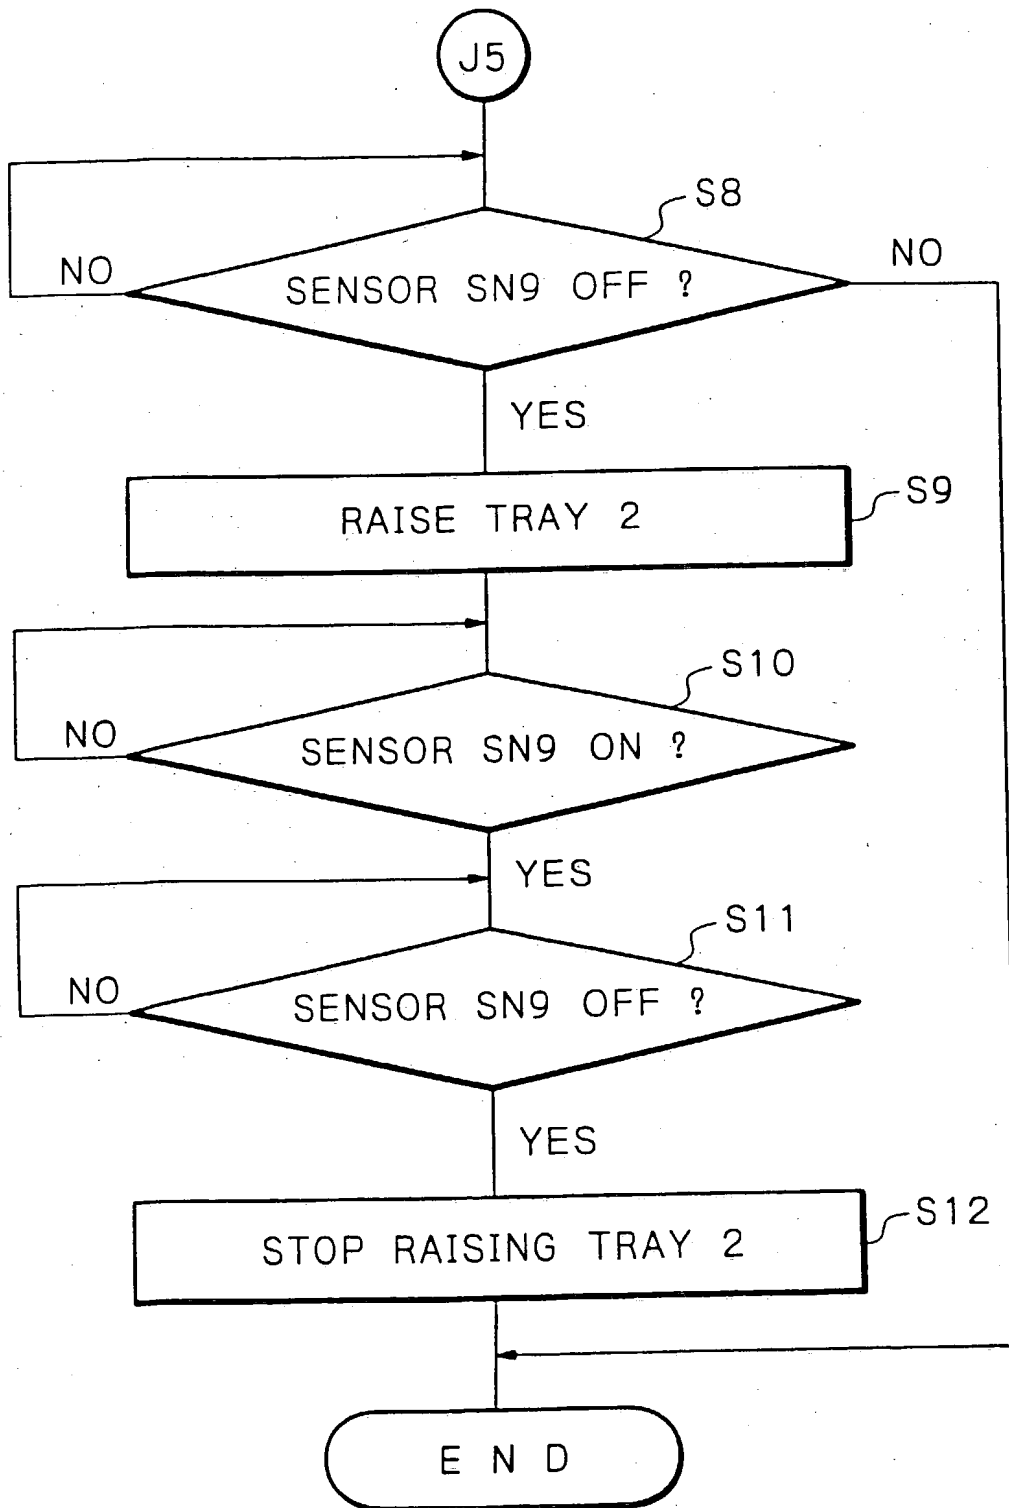 J5
S8
NO
NO
SENSOR SN9 OFF ?
YES
S9
RAISE TRAY 2
S10
NO
SENSOR SN9 ON ?
YES
S11
NO
SENSOR SN9 OFF ?
YES
S12
STOP RAISING TRAY 2
END